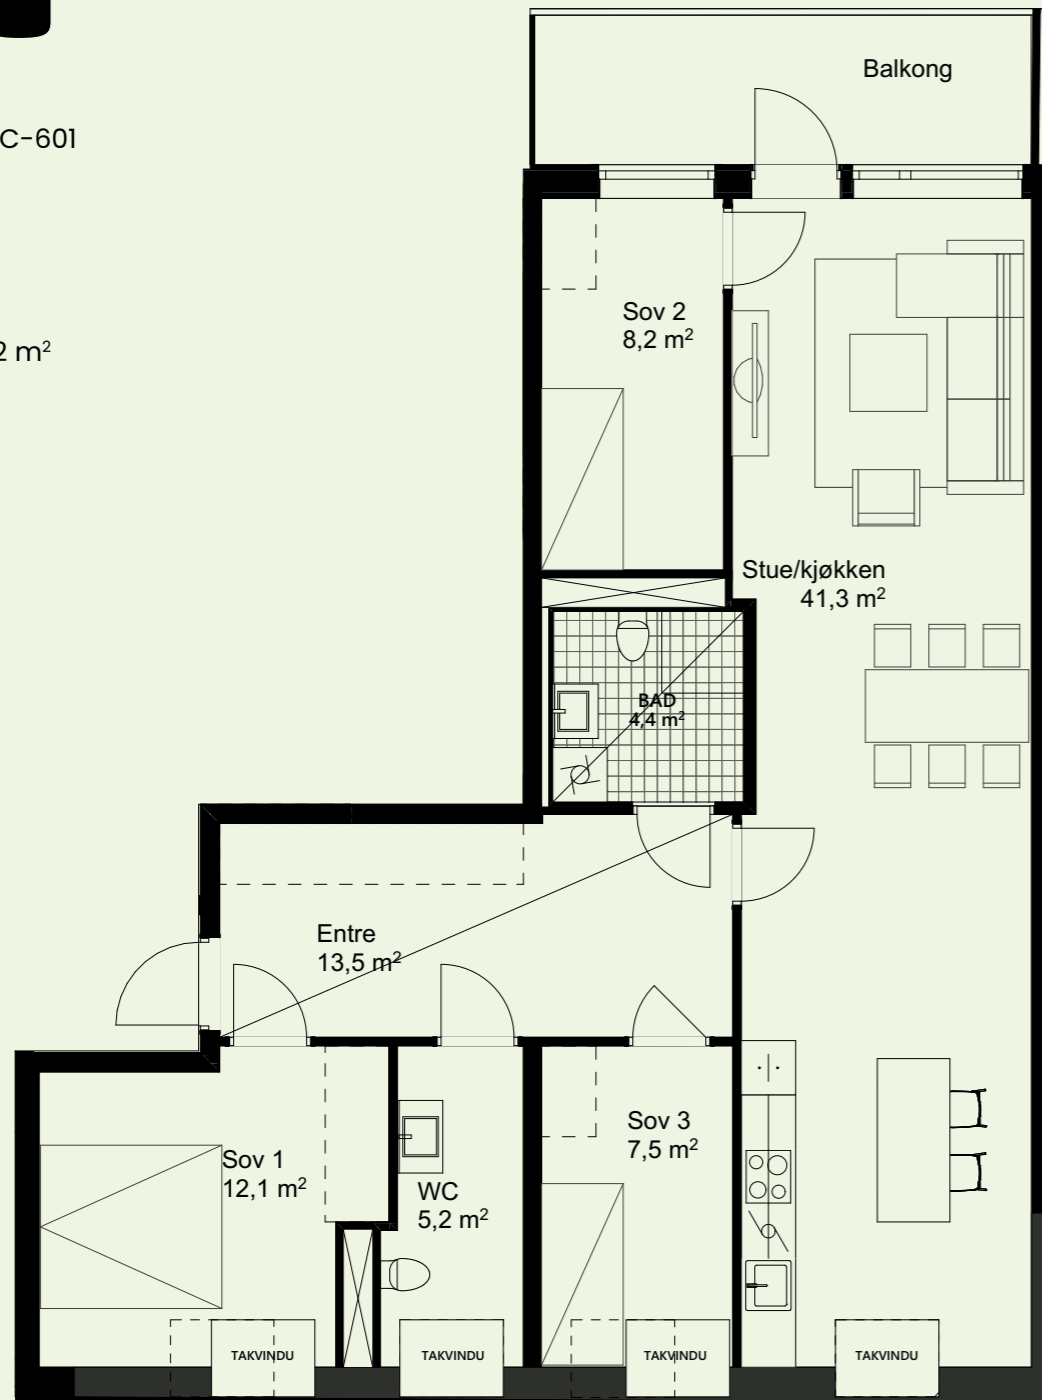 Balkong
C-601
Sov 2
8,2 m²
2 m²
Stue/kjøkken
41,3 m²
BAD
4,4 m²
Entre
13,5 m²
Sov 3
7,5 m²
Sov 1
12,1 m²
WC
5,2 m²
TAKVINDU
TAKVINDU
TAKVINDU
TAKVINDU